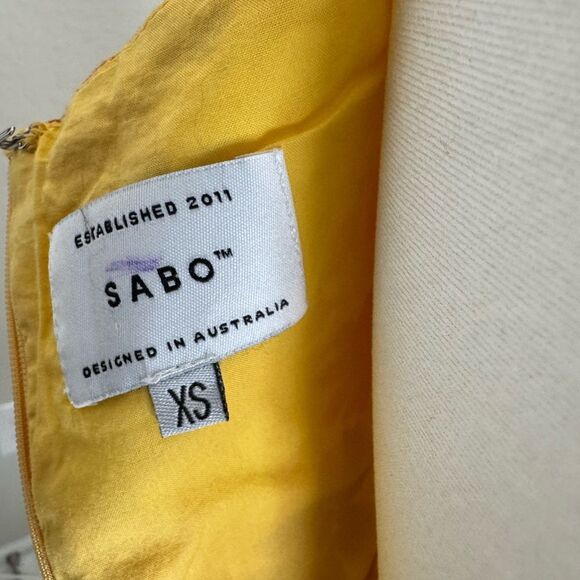 ESTABLISHED 2011
SABO™
DESIGNED IN AUSTRALIA
XS